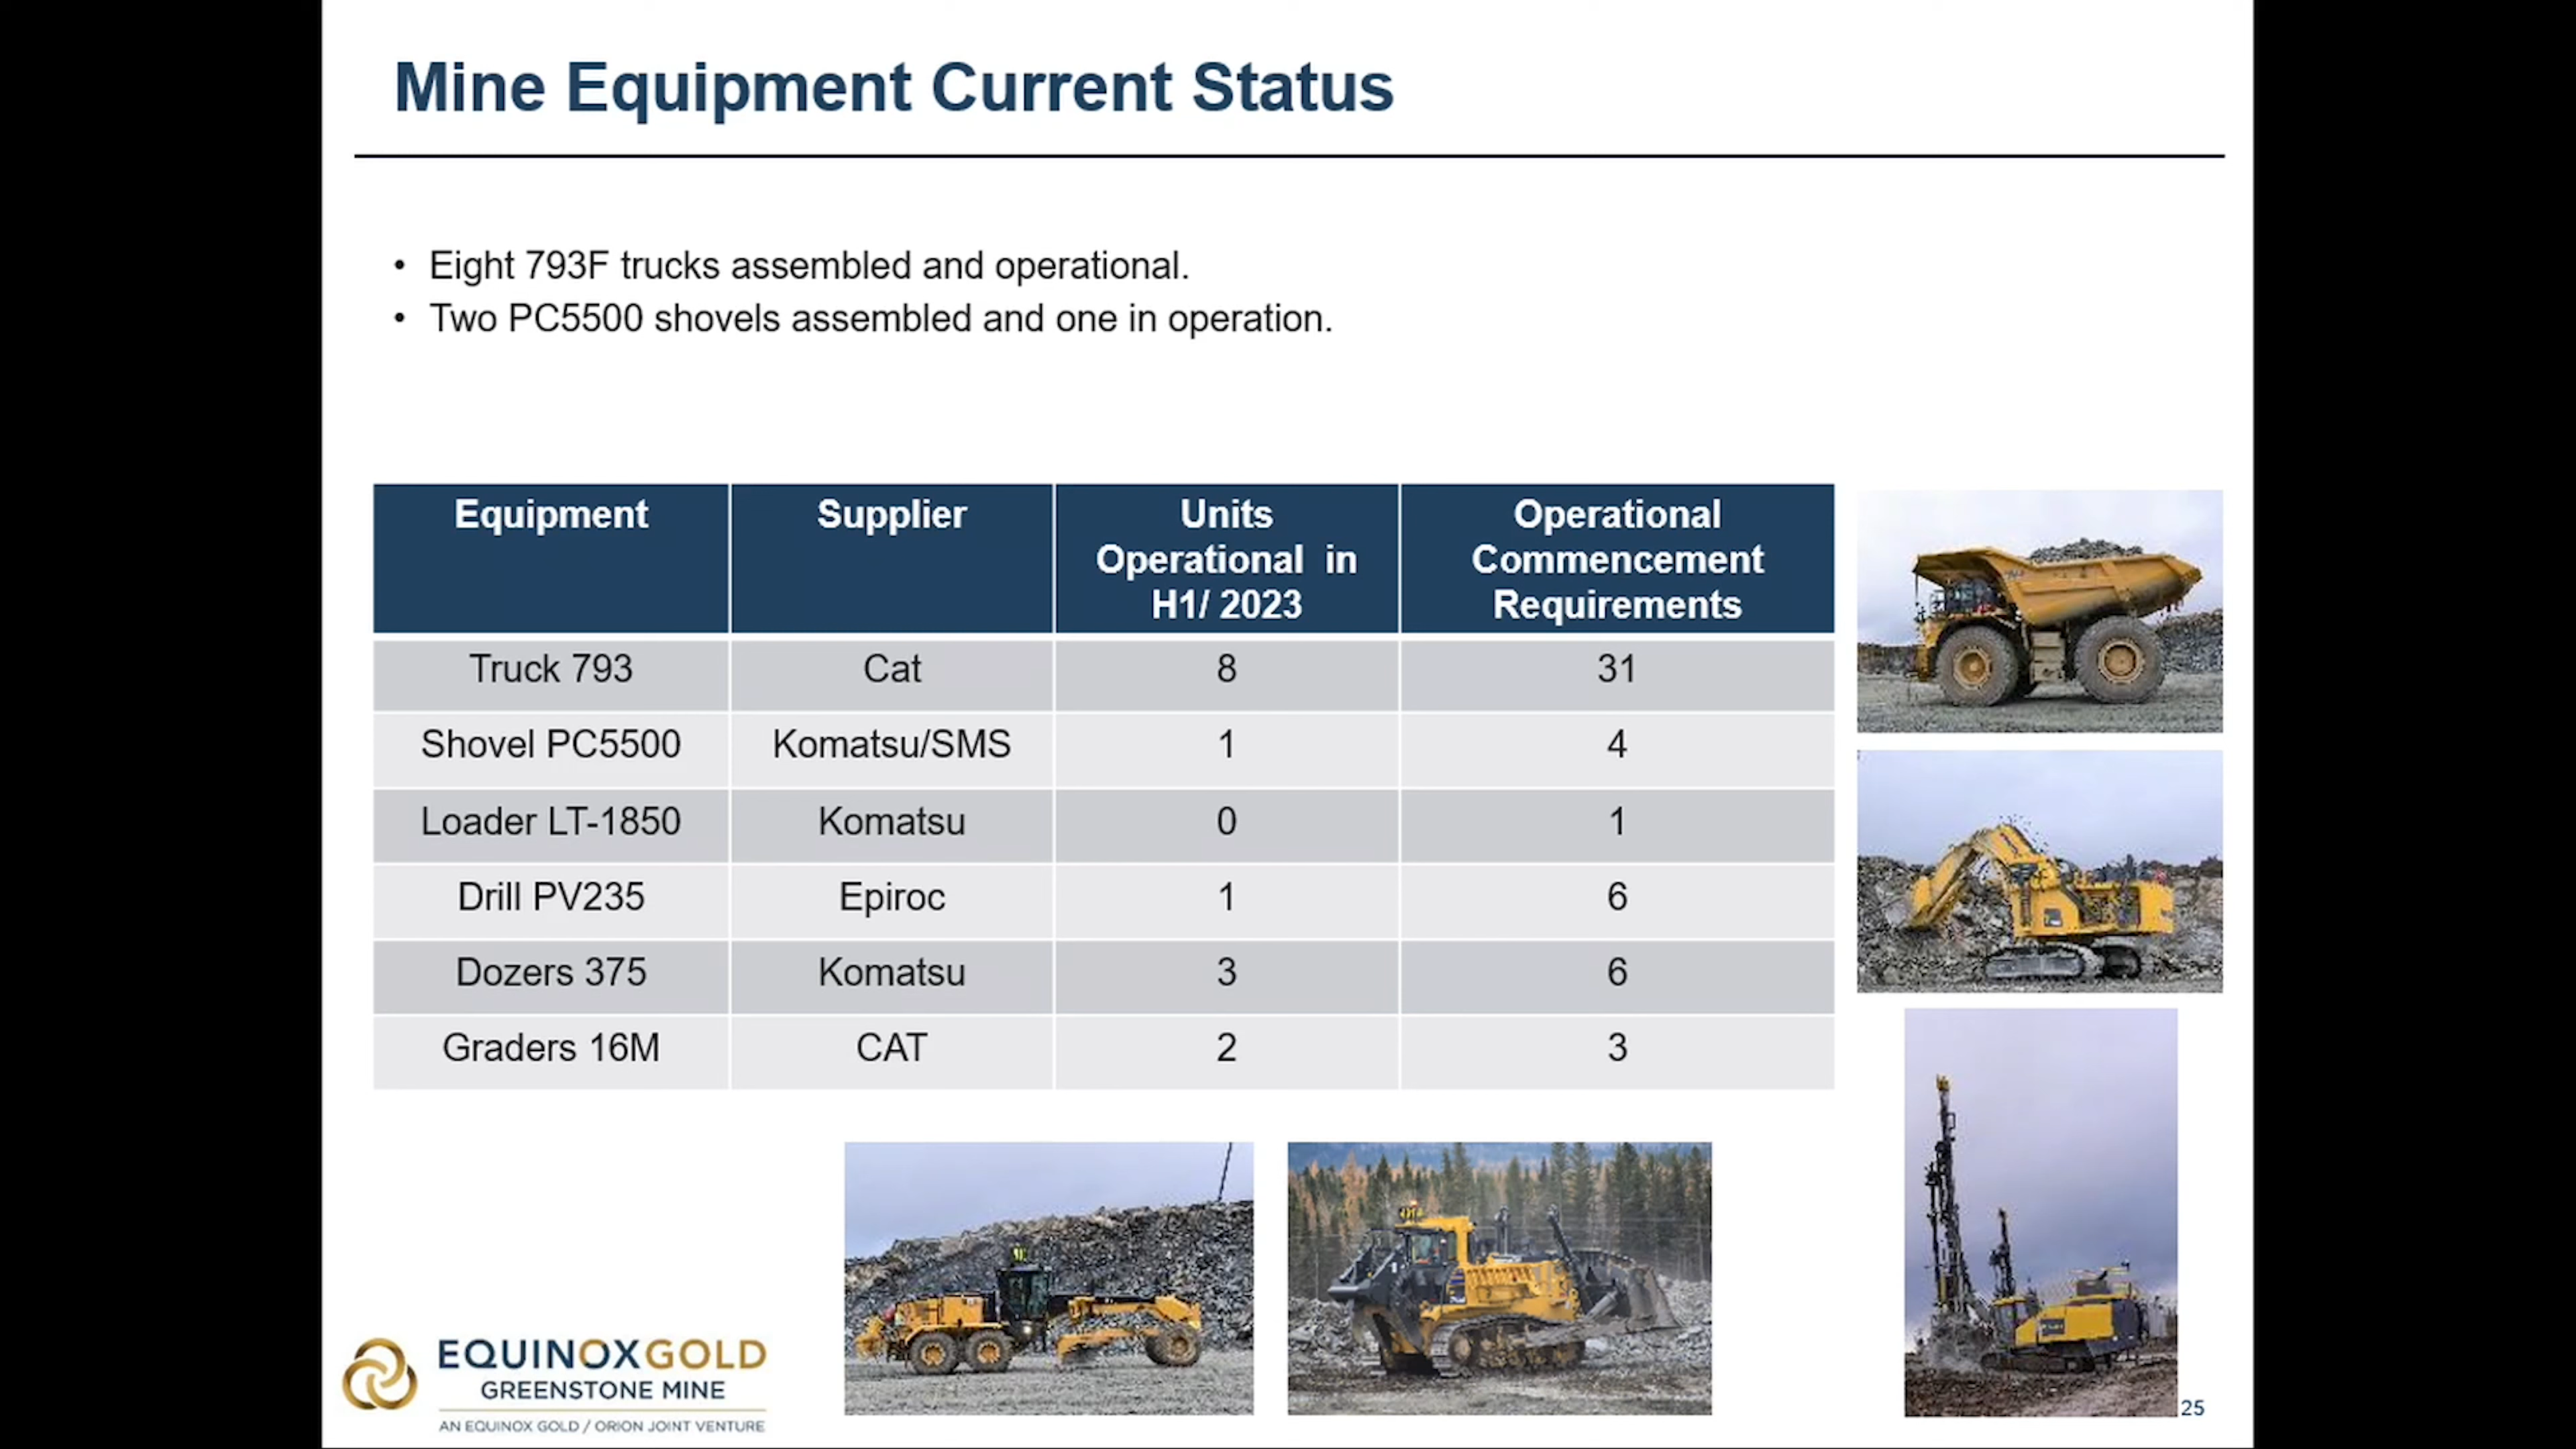 Mine Equipment Current Status
• Eight 793F trucks assembled and operational.
• Two PC5500 shovels assembled and one in operation.
Equipment Supplier Units Operational in H1/ 2023 Operational Commencement Requirements
Truck 793 Cat 8 31
Shovel PC5500 Komatsu/SMS 1 4
Loader LT-1850 Komatsu 0 1
Drill PV235 Epiroc 1 6
Dozers 375 Komatsu 3 6
Graders 16M CAT 2 3
EQUINOXGOLD
GREENSTONE MINE
AN EQUINOX GOLD / ORION JOINT VENTURE
25